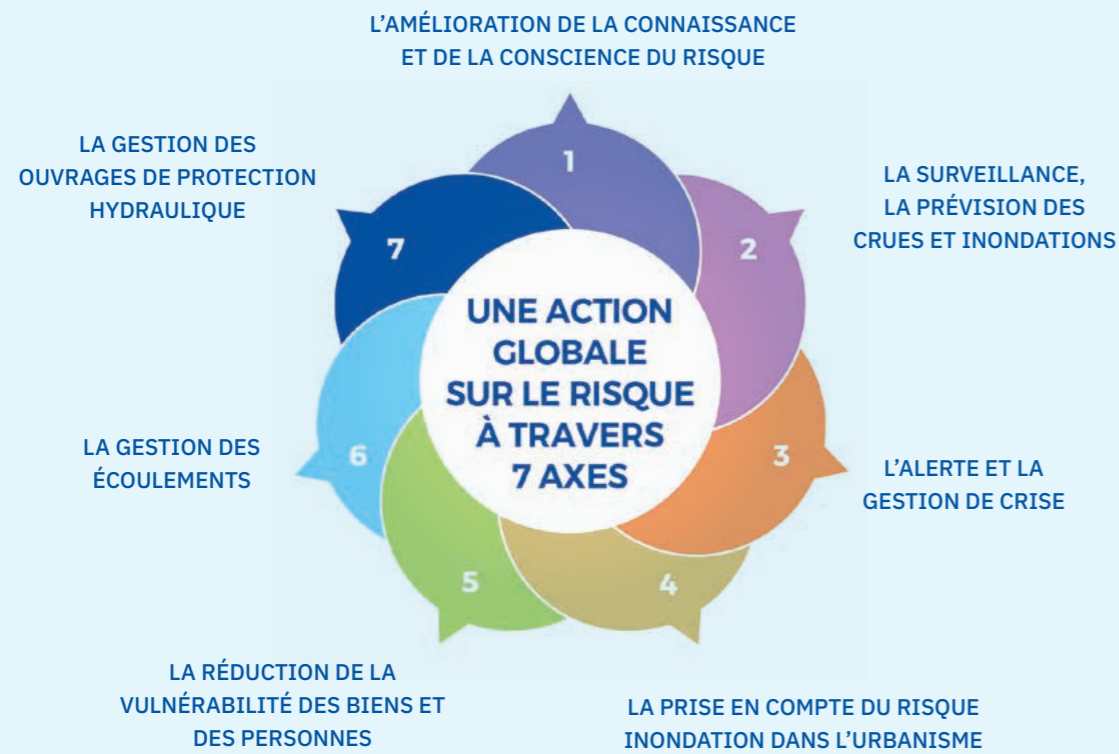 L'AMÉLIORATION DE LA CONNAISSANCE
ET DE LA CONSCIENCE DU RISQUE
1
LA SURVEILLANCE,
LA PRÉVISION DES
CRUES ET INONDATIONS
2
L'ALERTE ET LA
GESTION DE CRISE
3
LA PRISE EN COMPTE DU RISQUE
INONDATION DANS L'URBANISME
4
LA RÉDUCTION DE LA
VULNÉRABILITÉ DES BIENS ET
DES PERSONNES
5
LA GESTION DES
ÉCOULEMENTS
6
LA GESTION DES
OUVRAGES DE PROTECTION
HYDRAULIQUE
7
UNE ACTION
GLOBALE
SUR LE RISQUE
À TRAVERS
7 AXES